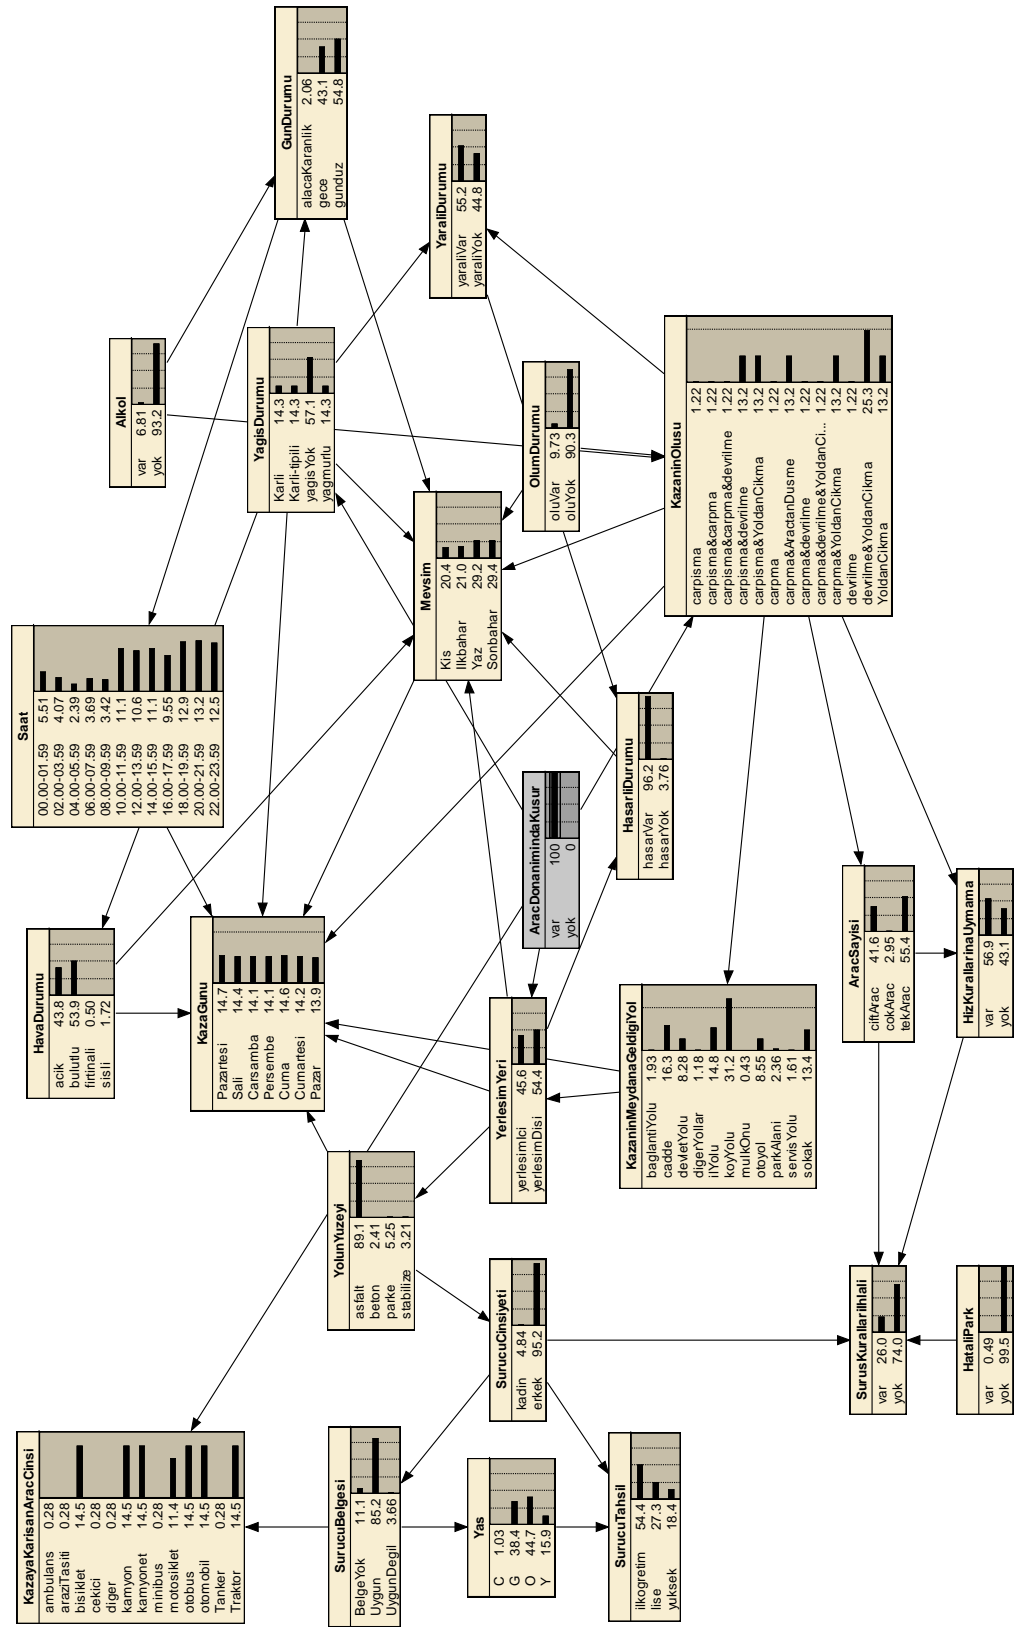 KazayaKarisanAracCinsi
ambulans 0.28
araziTasiti 0.28
bisiklet 14.5
cekici 0.28
diger 0.28
kamyon 14.5
kamyonet 14.5
minibus 0.28
motosiklet 11.4
otobus 14.5
otomobil 14.5
Tanker 0.28
Traktor 14.5
HavaDurumu
acik 43.8
bulutlu 53.9
firtinali 0.50
sisli 1.72
Saat
00.00-01.59 5.51
02.00-03.59 4.07
04.00-05.59 2.39
06.00-07.59 3.69
08.00-09.59 3.42
10.00-11.59 11.1
12.00-13.59 10.6
14.00-15.59 11.1
16.00-17.59 9.55
18.00-19.59 12.9
20.00-21.59 13.2
22.00-23.59 12.5
Alkol
var 6.81
yok 93.2
KazaGunu
Pazartesi 14.7
Sali 14.4
Carsamba 14.1
Persembe 14.1
Cuma 14.6
Cumartesi 14.2
Pazar 13.9
YagisDurumu
Karli 14.3
Karli-tipili 14.3
yagisYok 57.1
yagmurlu 14.3
GunDurumu
alacaKaranlik 2.06
gece 43.1
gunduz 54.8
SurucuBelgesi
BelgeYok 11.1
Uygun 85.2
UygunDegil 3.66
YolunYuzeyi
asfalt 89.1
beton 2.41
parke 5.25
stabilize 3.21
Mevsim
Kis 20.4
Ilkbahar 21.0
Yaz 29.2
Sonbahar 29.4
YaraliDurumu
yaraliVar 55.2
yaraliYok 44.8
Yas
C 1.03
G 38.4
O 44.7
Y 15.9
SurucuCinsiyeti
kadin 4.84
erkek 95.2
YerlesimYeri
yerlesimIci 45.6
yerlesimDisi 54.4
AracDonanimindaKusur
var 100
yok 0
OlumDurumu
oluVar 9.73
oluYok 90.3
SurucuTahsil
ilkogretim 54.4
lise 27.3
yuksek 18.4
KazaninMeydanaGeldigiYol
baglantiYolu 1.93
cadde 16.3
devletYolu 8.28
digerYollar 1.18
ilYolu 14.8
koyYolu 31.2
mulkOnu 0.43
otoyol 8.55
parkAlani 2.36
servisYolu 1.61
sokak 13.4
HasarliDurumu
hasarVar 96.2
hasarYok 3.76
KazaninOlusu
carpisma 1.22
carpisma&carpma 1.22
carpisma&carpma&devrilme 1.22
carpisma&devrilme 13.2
carpisma&YoldanCikma 13.2
carpma 1.22
carpma&AractanDusme 13.2
carpma&devrilme 1.22
carpma&devrilme&YoldanCi... 1.22
carpma&YoldanCikma 13.2
devrilme 1.22
devrilme&YoldanCikma 25.3
YoldanCikma 13.2
SurusKurallariIhlali
var 26.0
yok 74.0
AracSayisi
ciftArac 41.6
cokArac 2.95
tekArac 55.4
HataliPark
var 0.49
yok 99.5
HizKurallarinaUymama
var 56.9
yok 43.1